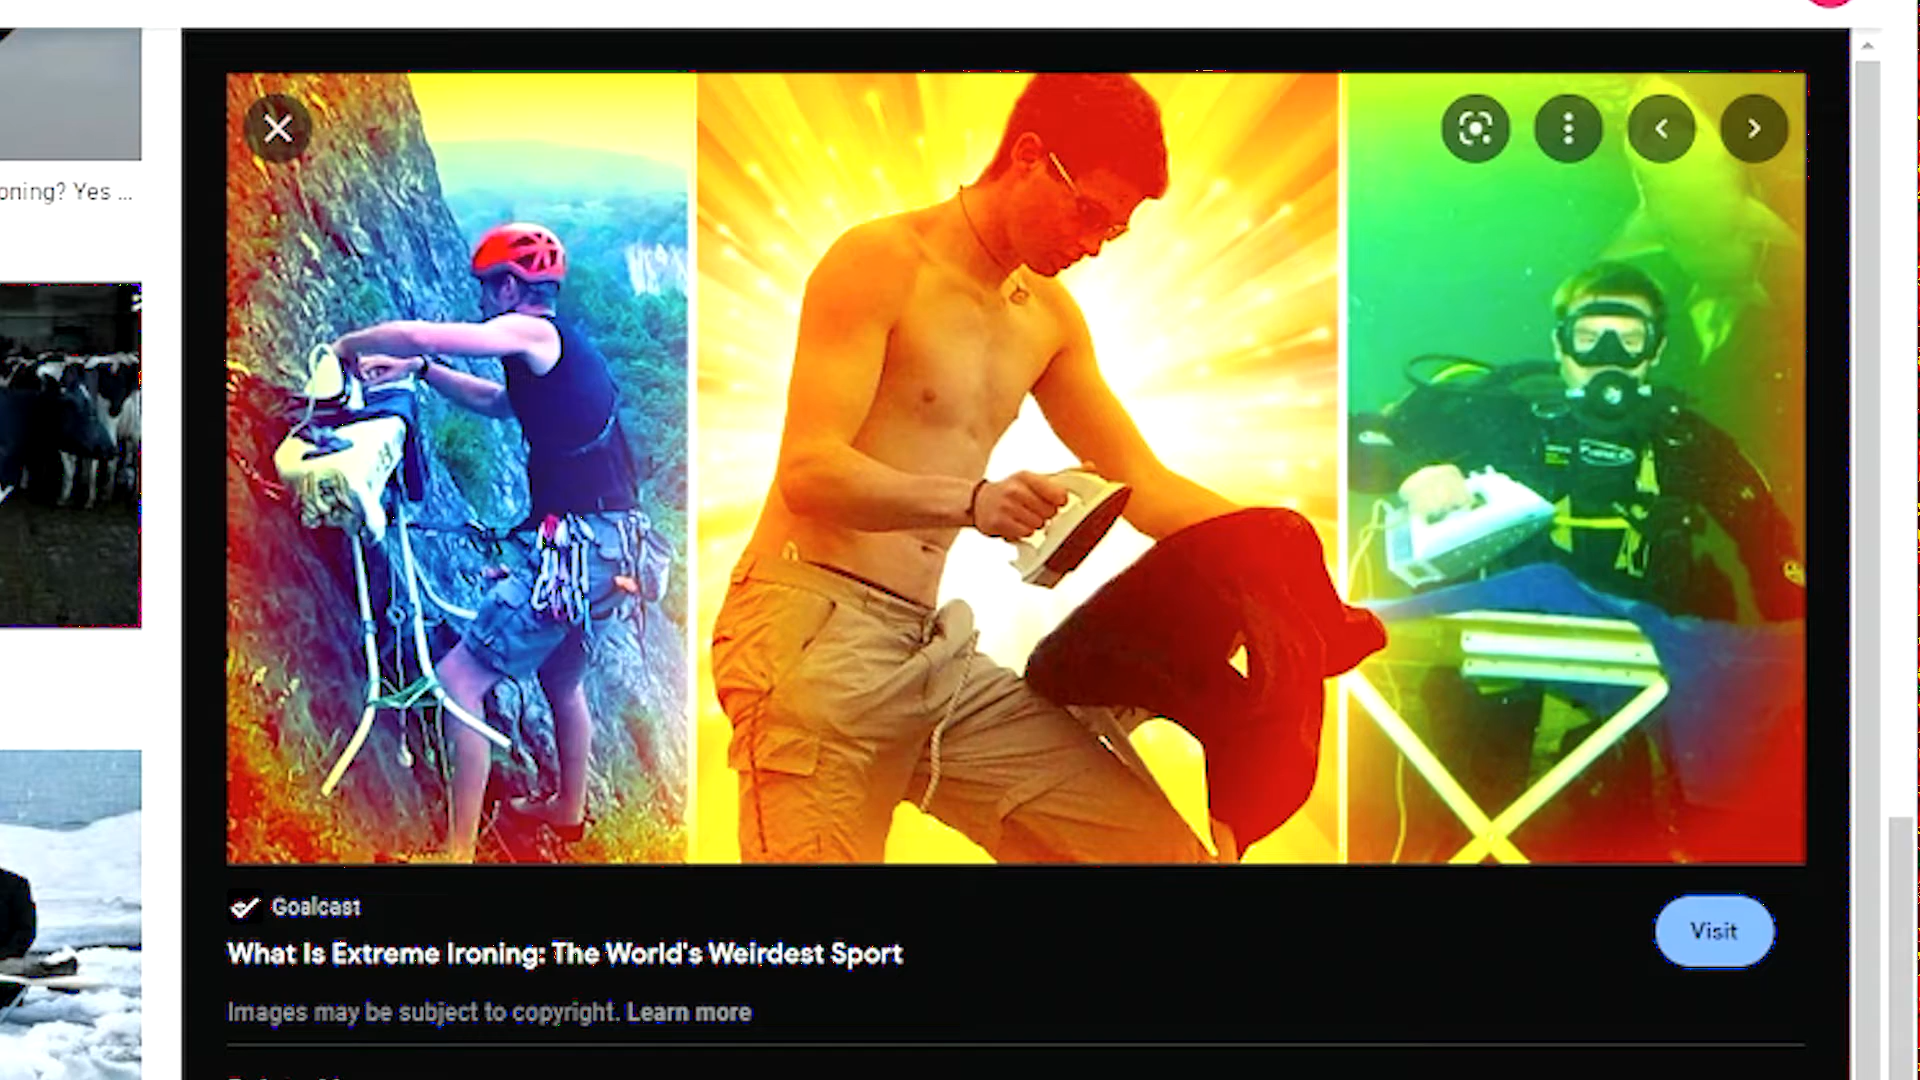 oning? Yes ...
Goalcast
Visit
What Is Extreme Ironing: The World's Weirdest Sport
Images may be subject to copyright. Learn more